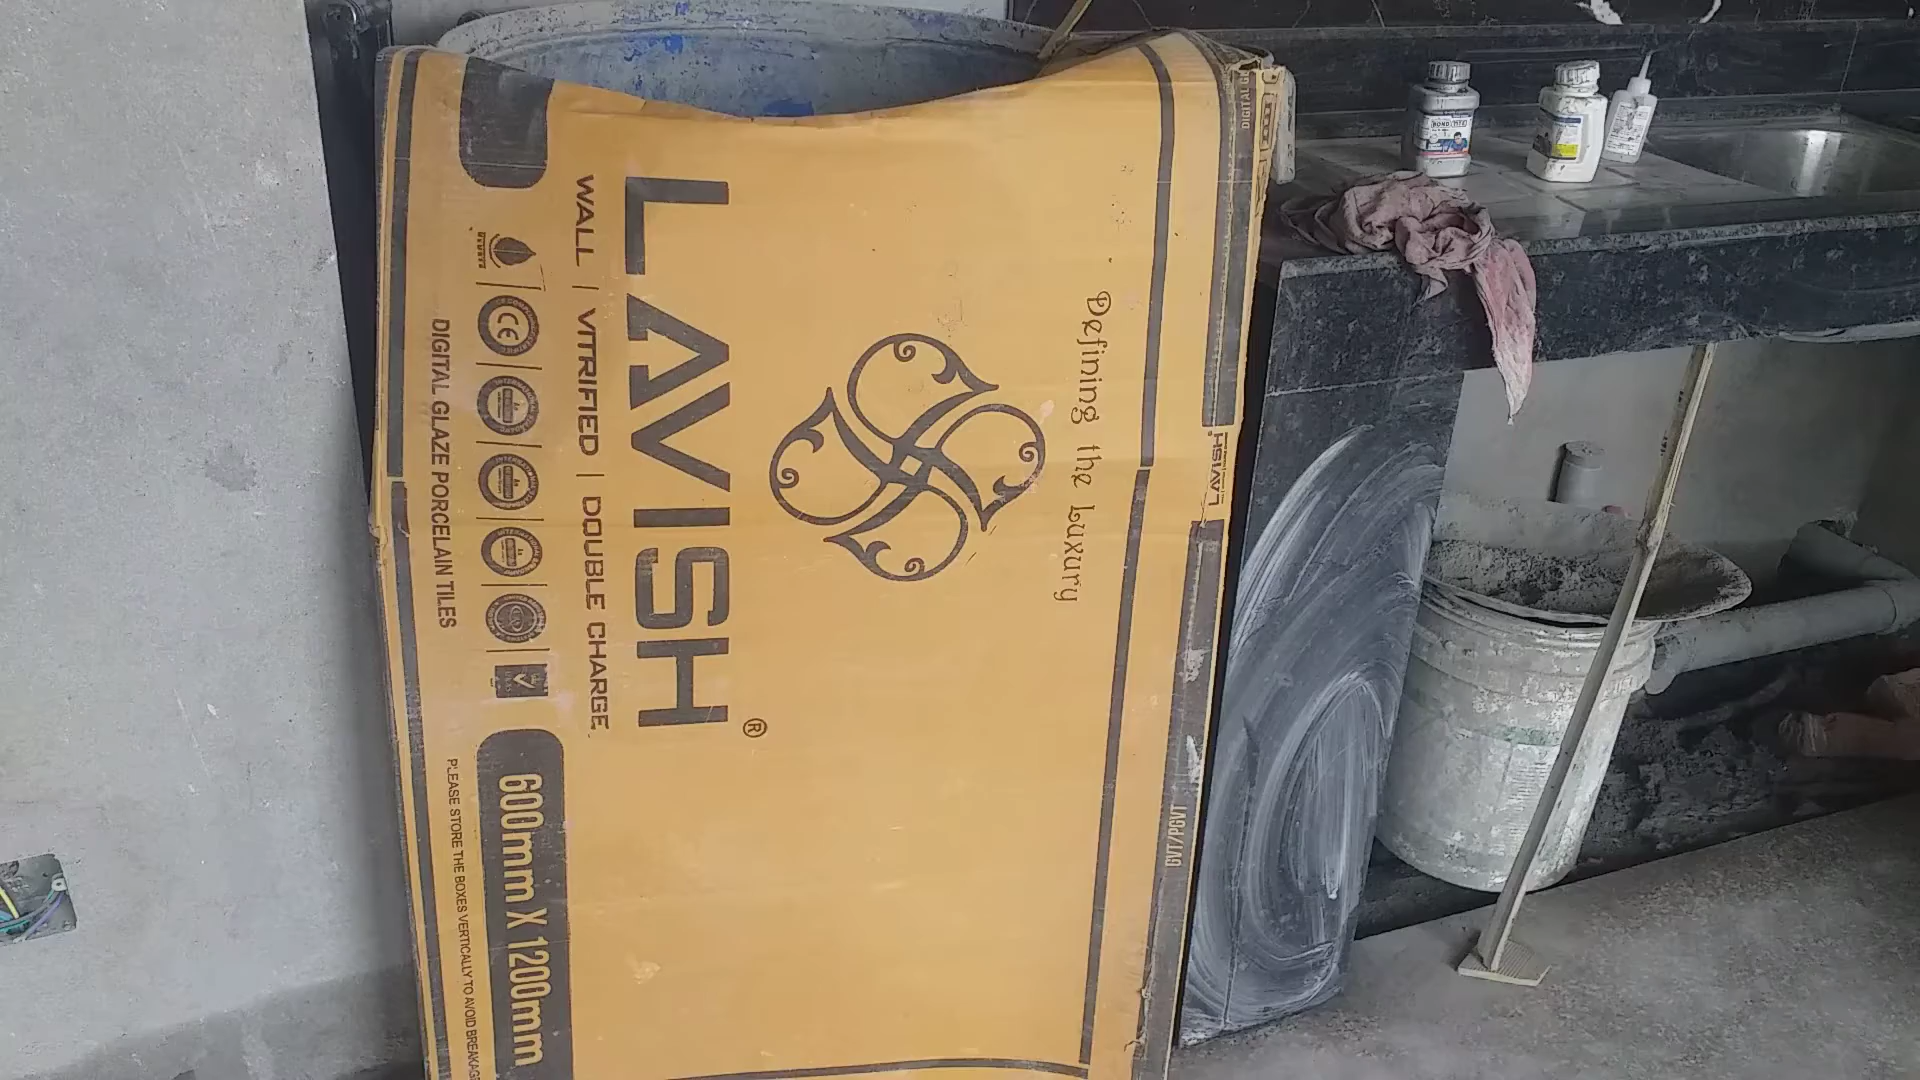 Defining the Luxury
LAVISH®
WALL | VITRIFIED | DOUBLE CHARGE
CE
DIGITAL GLAZE PORCELAIN TILES
600mm X 1200mm
PLEASE STORE THE BOXES VERTICALLY TO AVOID BREAKAGE
LAVISH
GVT/PGVT